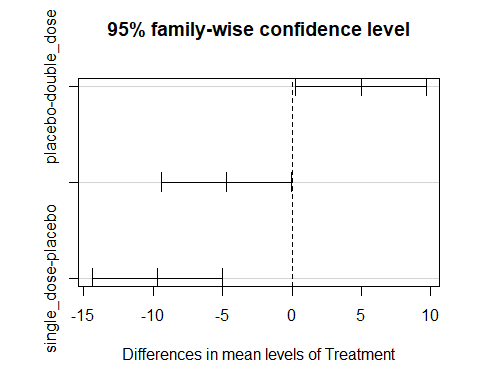 95% family-wise confidence level
placebo-double_dose
single_dose-placebo
-15 -10 -5 0 5 10
Differences in mean levels of Treatment